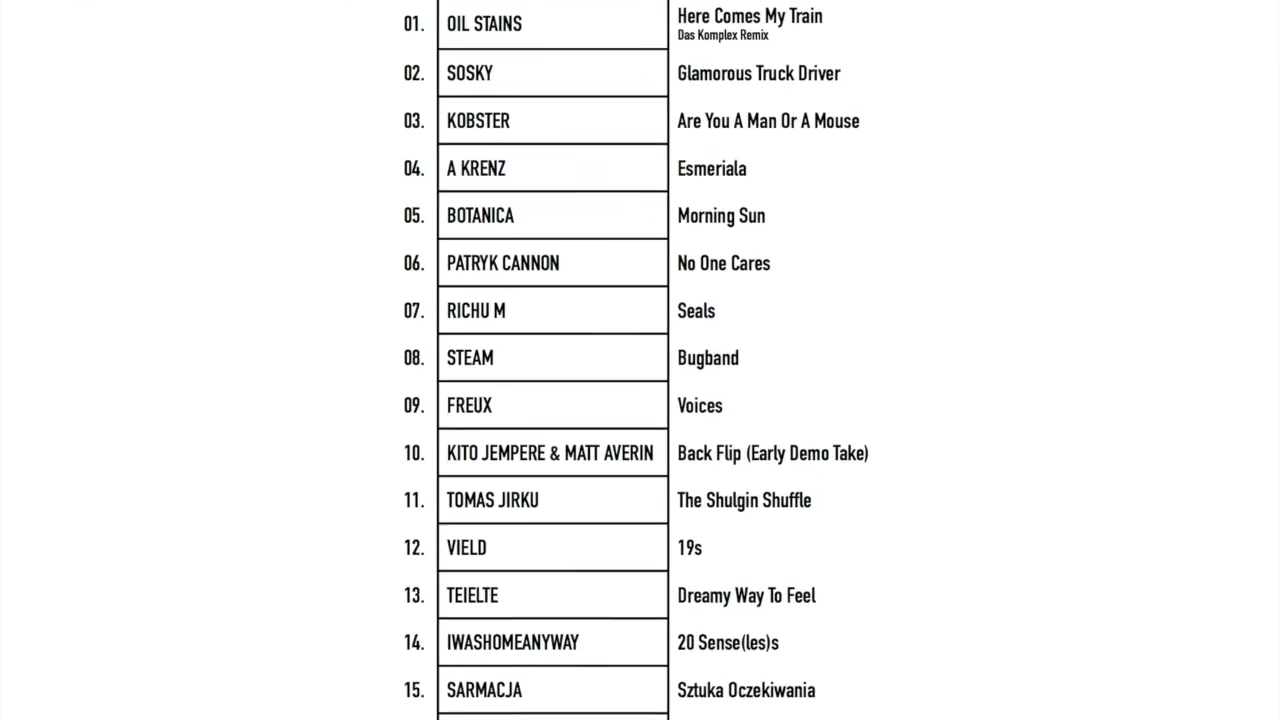 01. OIL STAINS Here Comes My Train
Das Komplex Remix
02. SOSKY Glamorous Truck Driver
03. KOBSTER Are You A Man Or A Mouse
04. A KRENZ Esmeriala
05. BOTANICA Morning Sun
06. PATRYK CANNON No One Cares
07. RICHU M Seals
08. STEAM Bugband
09. FREUX Voices
10. KITO JEMPERE & MATT AVERIN Back Flip (Early Demo Take)
11. TOMAS JIRKU The Shulgin Shuffle
12. VIELD 19s
13. TEIELTE Dreamy Way To Feel
14. IWASHOMEANYWAY 20 Sense(les)s
15. SARMACJA Sztuka Oczekiwania